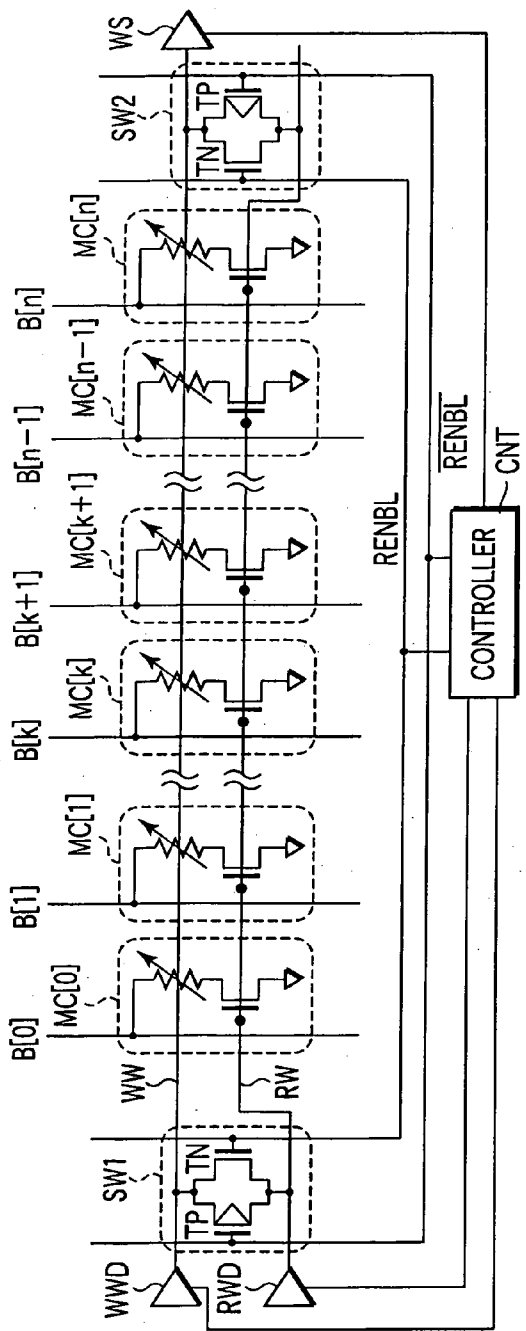 B[0]
B[1]
B[k]
B[k+1]
B[n-1]
B[n]
MC[0]
MC[1]
MC[k]
MC[k+1]
MC[n-1]
MC[n]
SW1
SW2
WWD
RWD
TP
TN
WW
RW
TN
TP
WS
RENBL
RENBL
CONTROLLER
CNT